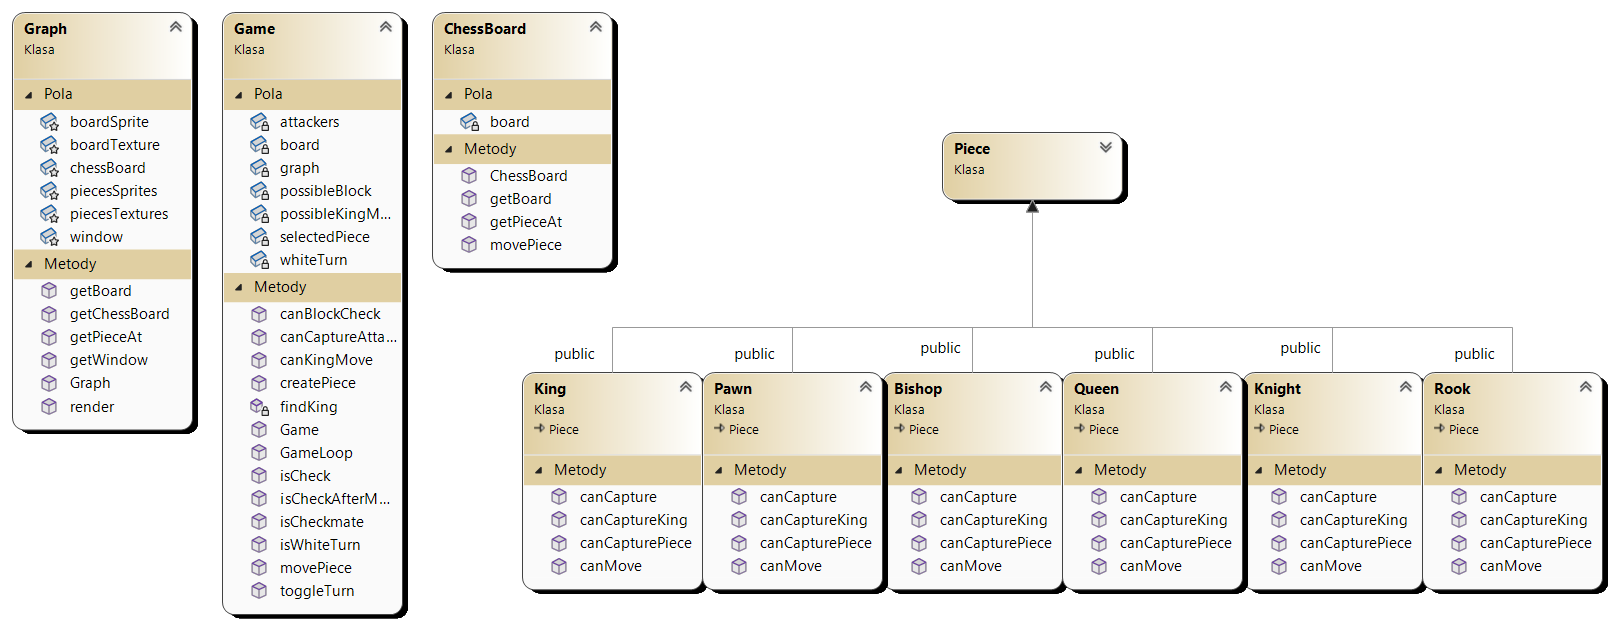 Graph
Klasa
Pola
boardSprite
boardTexture
chessBoard
piecesSprites
piecesTextures
window
Metody
getBoard
getChessBoard
getPieceAt
getWindow
Graph
render
Game
Klasa
Pola
attackers
board
graph
possibleBlock
possibleKingM...
selectedPiece
whiteTurn
Metody
canBlockCheck
canCaptureAtta...
canKingMove
createPiece
findKing
Game
GameLoop
isCheck
isCheckAfterM...
isCheckmate
isWhiteTurn
movePiece
toggleTurn
ChessBoard
Klasa
Pola
board
Metody
ChessBoard
getBoard
getPieceAt
movePiece
Piece
Klasa
public
public
public
public
public
public
King
Klasa
Piece
Metody
canCapture
canCaptureKing
canCapturePiece
canMove
Pawn
Klasa
Piece
Metody
canCapture
canCaptureKing
canCapturePiece
canMove
Bishop
Klasa
Piece
Metody
canCapture
canCaptureKing
canCapturePiece
canMove
Queen
Klasa
Piece
Metody
canCapture
canCaptureKing
canCapturePiece
canMove
Knight
Klasa
Piece
Metody
canCapture
canCaptureKing
canCapturePiece
canMove
Rook
Klasa
Piece
Metody
canCapture
canCaptureKing
canCapturePiece
canMove